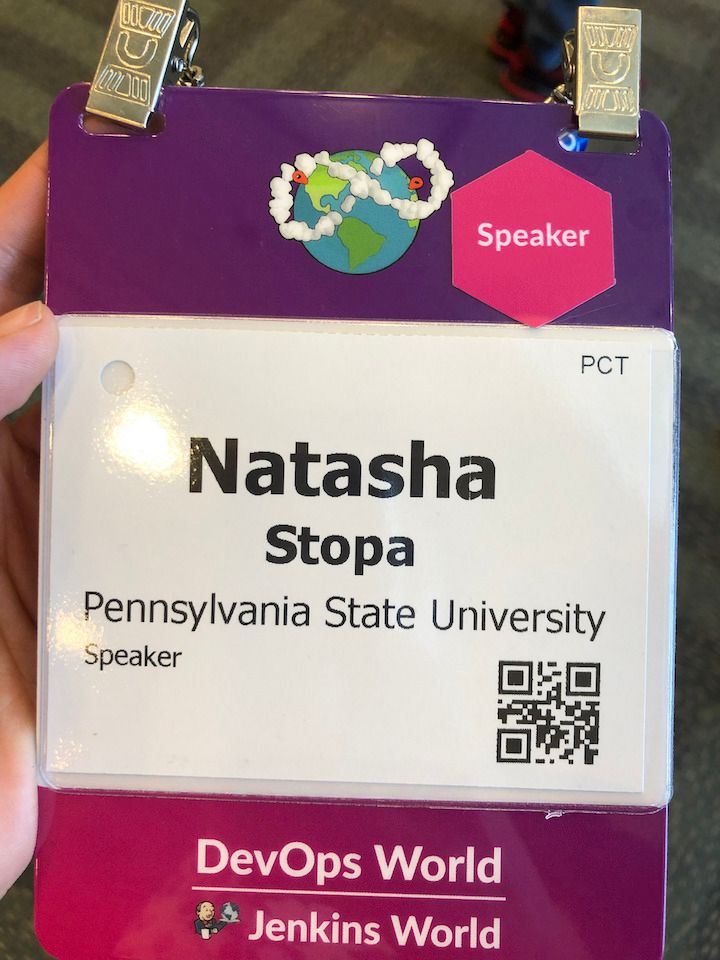 Speaker
PCT
Natasha
Stopa
Pennsylvania State University
Speaker
DevOps World
Jenkins World